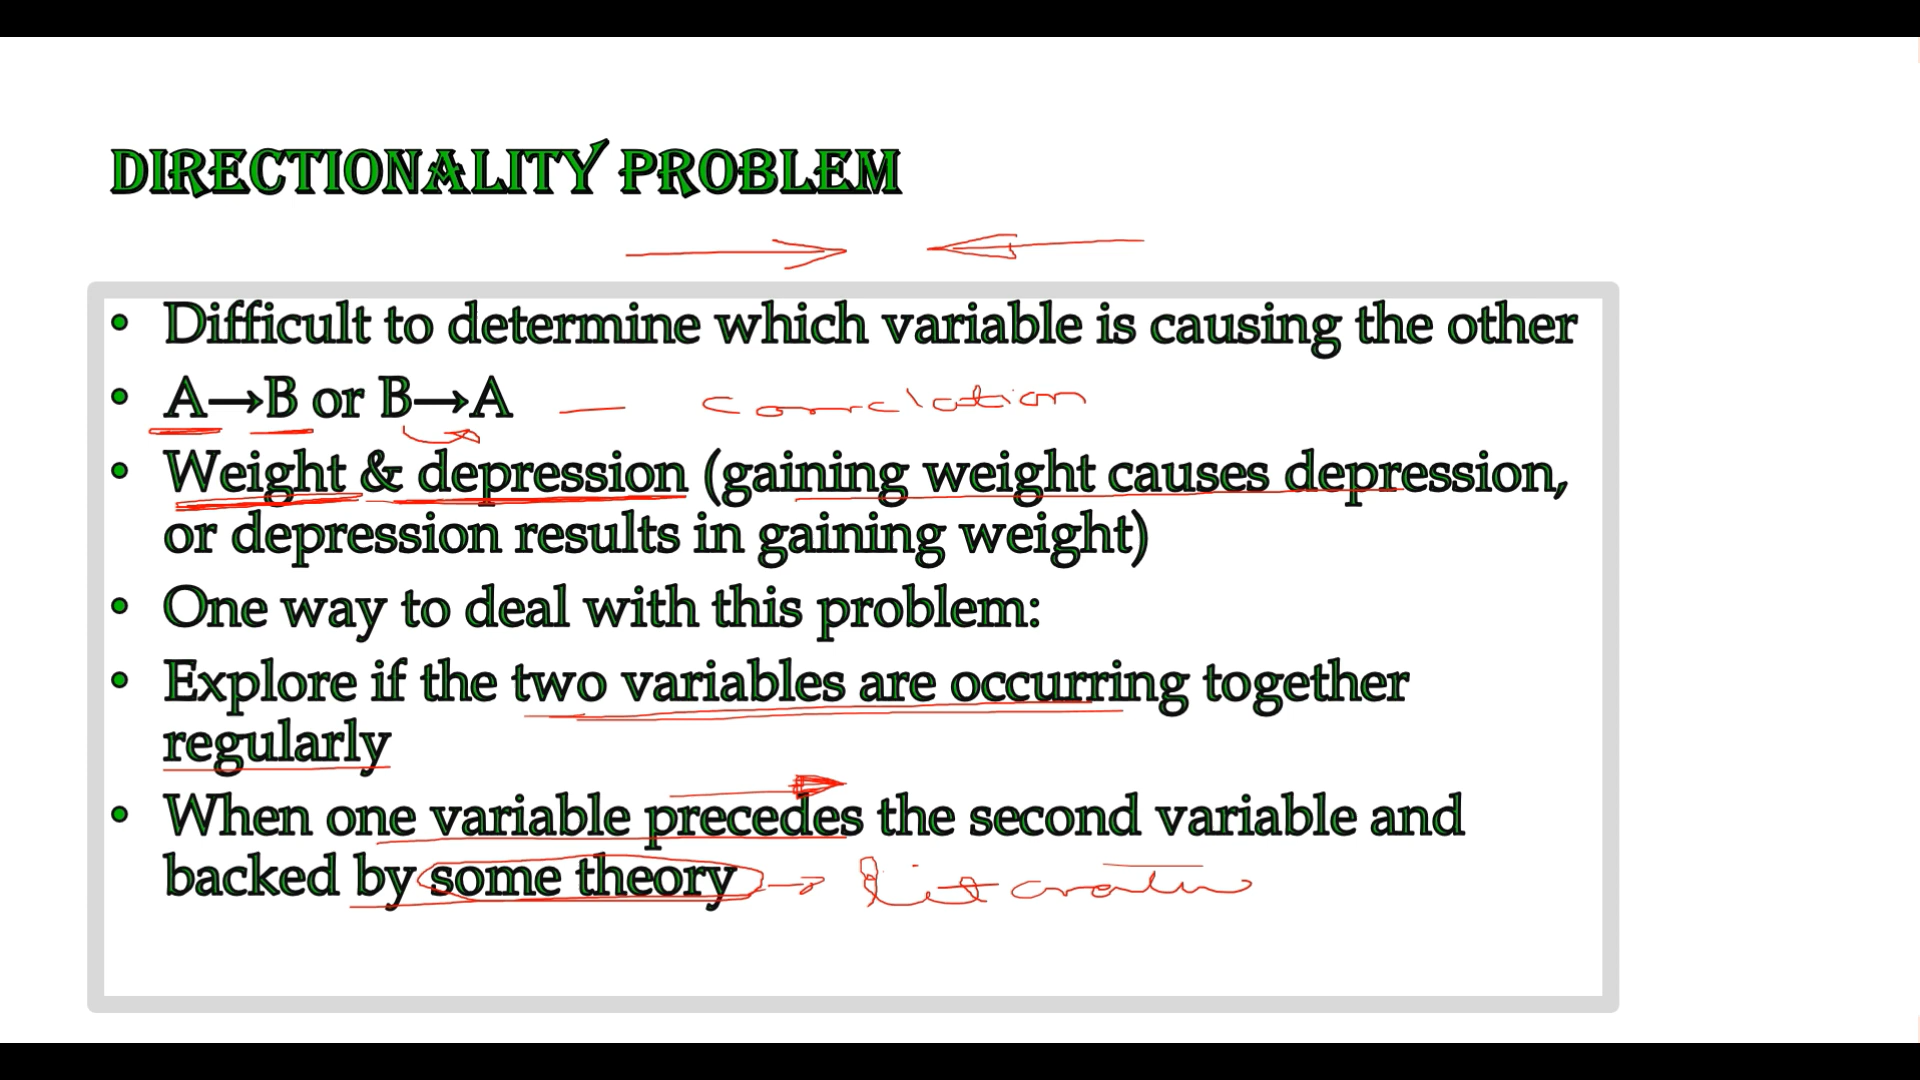 DIRECTIONALITY PROBLEM
• Difficult to determine which variable is causing the other
• A→B or B→A — correlation
• Weight & depression (gaining weight causes depression,
or depression results in gaining weight)
• One way to deal with this problem:
• Explore if the two variables are occurring together
regularly
• When one variable precedes the second variable and
backed by some theory → literature